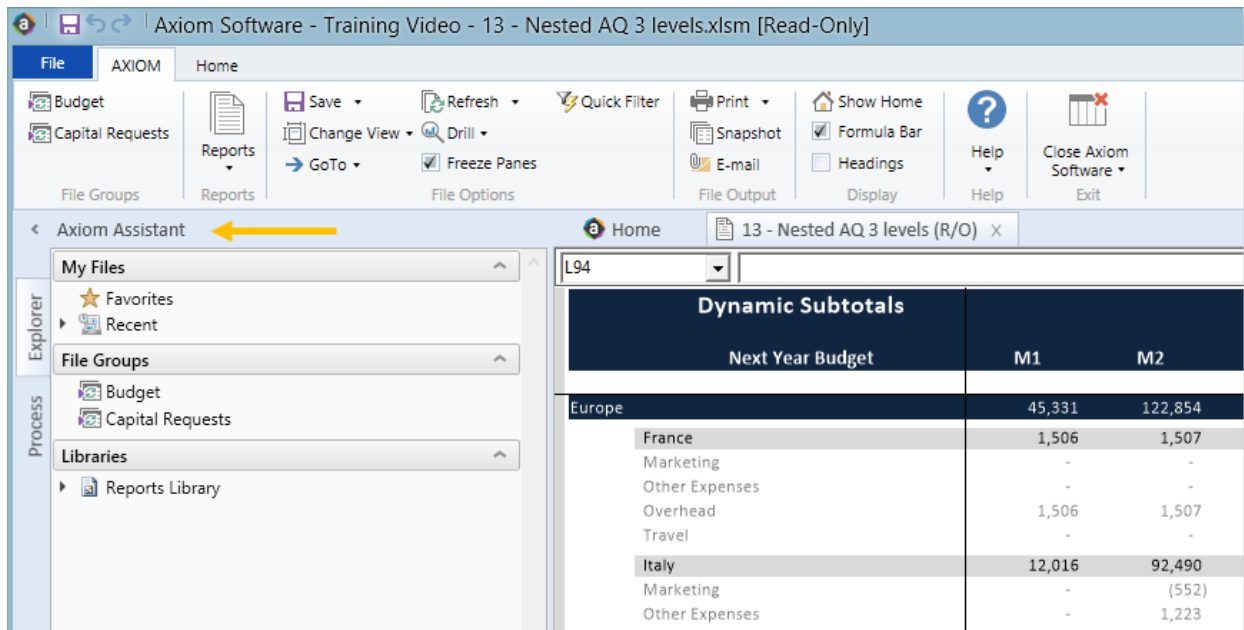 Axiom Software - Training Video - 13 - Nested AQ 3 levels.xlsm [Read-Only]
File AXIOM Home
Budget
Capital Requests
File Groups
Reports
Reports
Save
Change View
GoTo
Refresh
Drill
Freeze Panes
Quick Filter
File Options
Print
Snapshot
E-mail
File Output
Show Home
Formula Bar
Headings
Display
Help
Help
Close Axiom
Software
Exit
Axiom Assistant
Home
13 - Nested AQ 3 levels (R/O) X
Explorer
Process
My Files
Favorites
Recent
File Groups
Budget
Capital Requests
Libraries
Reports Library
L94
Dynamic Subtotals
Next Year Budget M1 M2
Europe 45,331 122,854
France 1,506 1,507
Marketing - -
Other Expenses - -
Overhead 1,506 1,507
Travel - -
Italy 12,016 92,490
Marketing - (552)
Other Expenses - 1,223